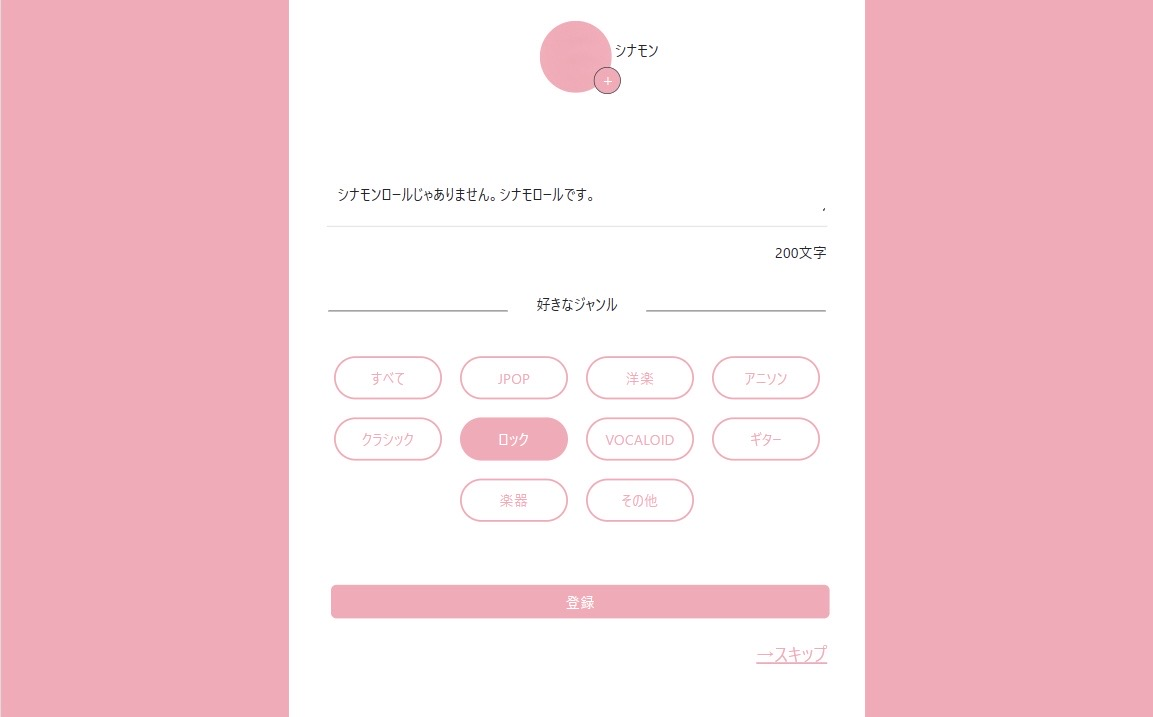 シナモン
+
シナモンロールじゃありません。シナモロールです。
200文字
好きなジャンル
すべて JPOP 洋楽 アニソン
クラシック ロック VOCALOID ギター
楽器 その他
登録
→スキップ